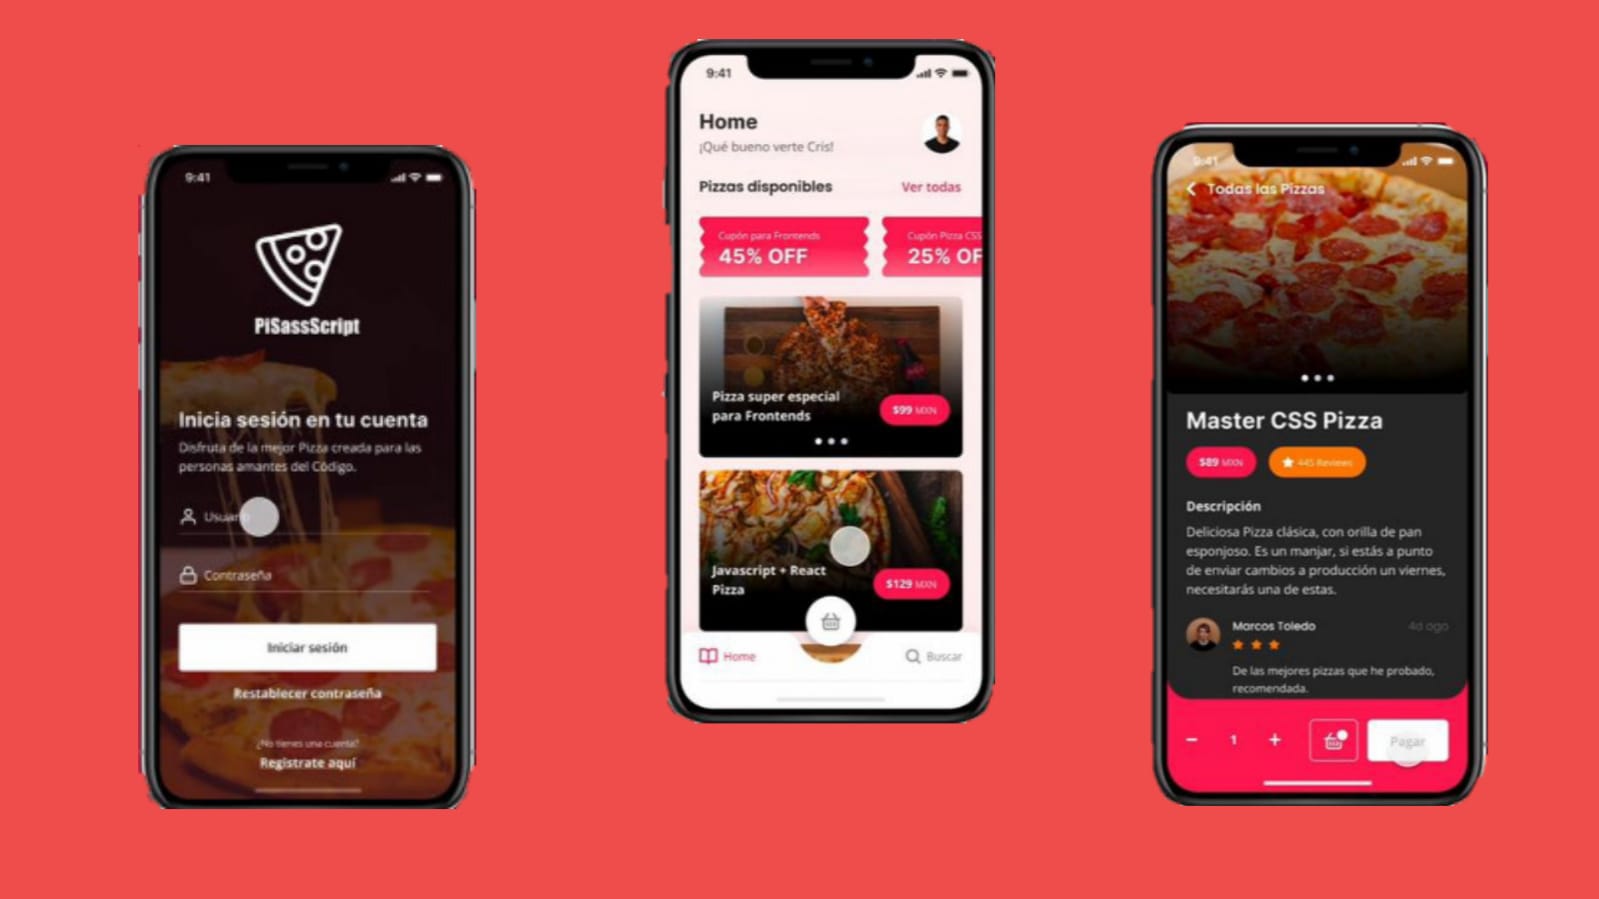 9:41
PiSassScript
Inicia sesión en tu cuenta
Disfruta de la mejor Pizza creada para las
personas amantes del Código.
Usuario
Contraseña
Iniciar sesión
Restablecer contraseña
¿No tienes una cuenta?
Registrate aquí
9:41
Home
¡Qué bueno verte Cris!
Pizzas disponibles
Ver todas
Cupón para Frontends
45% OFF
Cupón Pizza CSS
25% OF
Pizza super especial
para Frontends
$99 MXN
Javascript + React
Pizza
$129 MXN
Home
Buscar
9:41
Todas las Pizzas
Master CSS Pizza
$89 MXN
445 Reviews
Descripción
Deliciosa Pizza clásica, con orilla de pan
esponjoso. Es un manjar, si estás a punto
de enviar cambios a producción un viernes,
necesitarás una de estas.
Marcos Toledo
4d ago
De las mejores pizzas que he probado,
recomendada.
- 1 +
Pagar